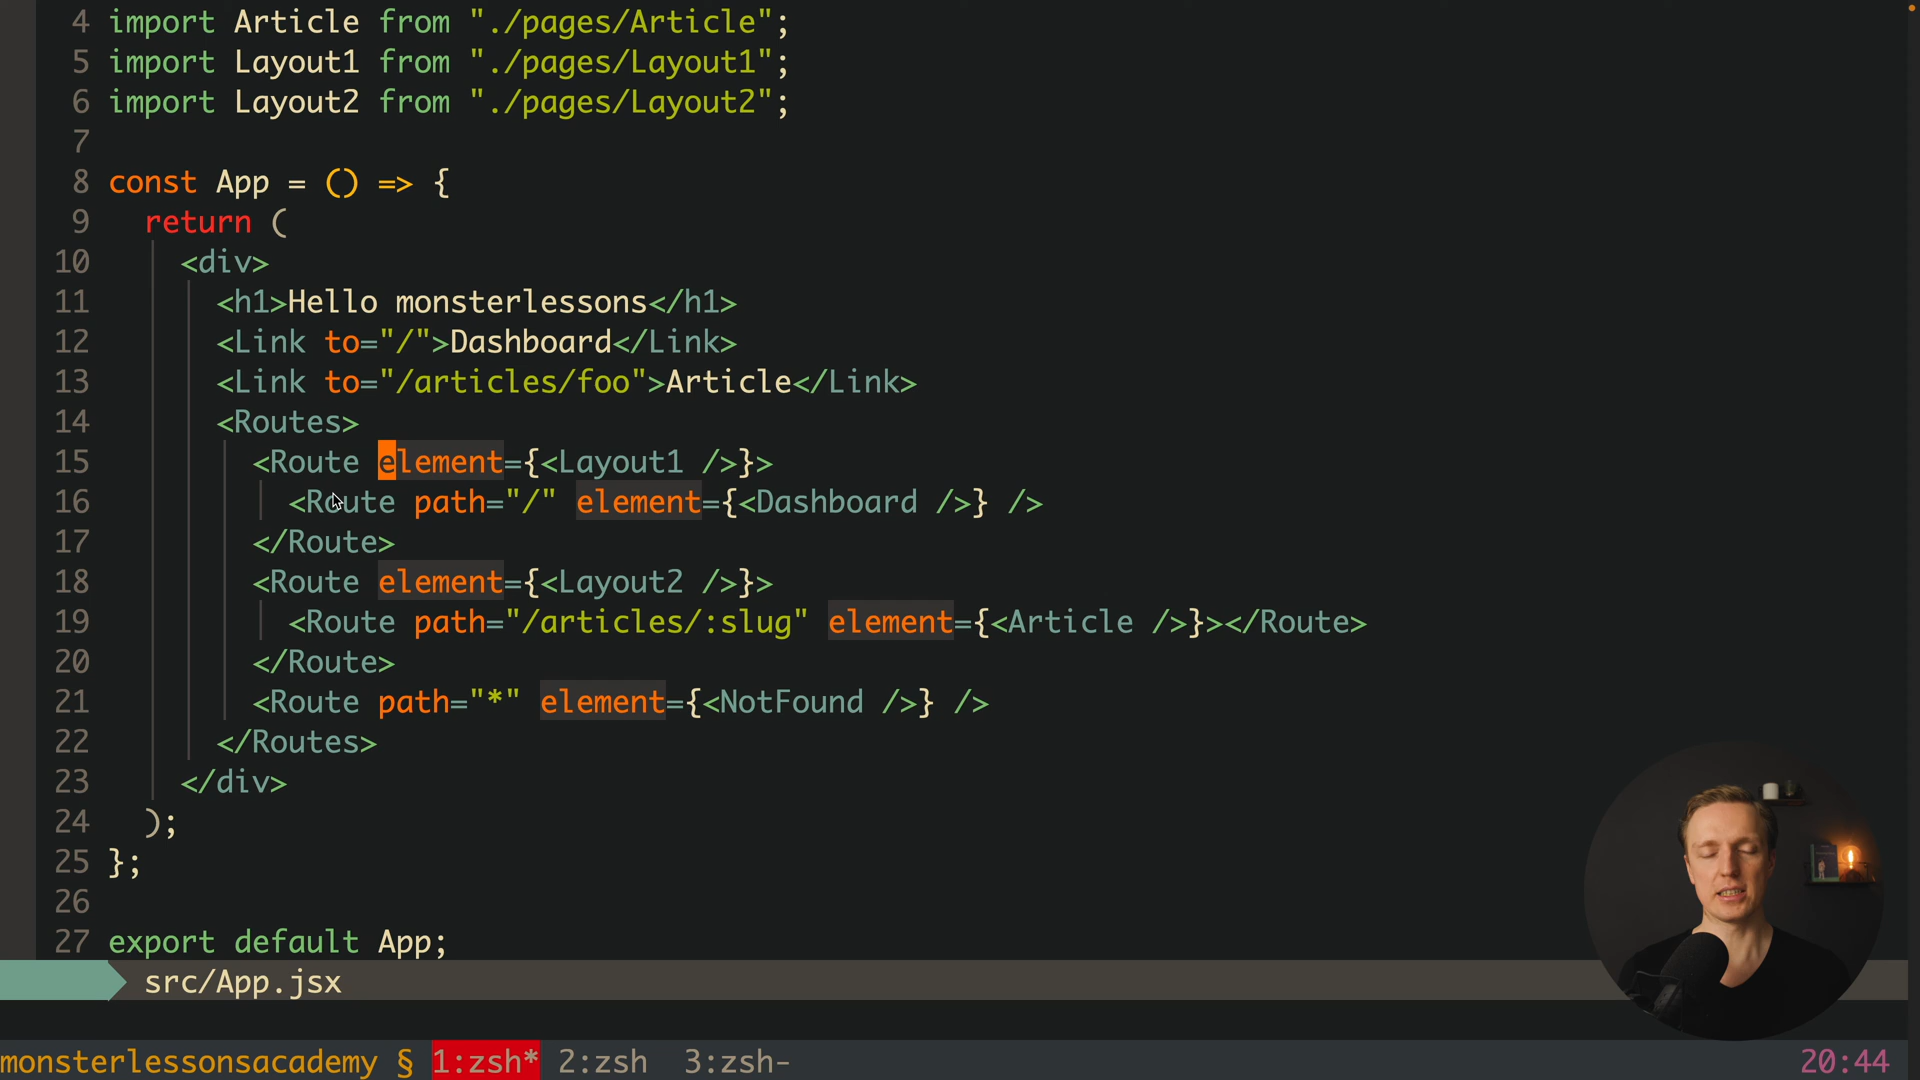 4 import Article from "./pages/Article";
5 import Layout1 from "./pages/Layout1";
6 import Layout2 from "./pages/Layout2";
7
8 const App = () => {
9   return (
10     <div>
11       <h1>Hello monsterlessons</h1>
12       <Link to="/">Dashboard</Link>
13       <Link to="/articles/foo">Article</Link>
14       <Routes>
15         <Route element={<Layout1 />}>
16           <Route path="/" element={<Dashboard />} />
17         </Route>
18         <Route element={<Layout2 />}>
19           <Route path="/articles/:slug" element={<Article />}></Route>
20         </Route>
21         <Route path="*" element={<NotFound />} />
22       </Routes>
23     </div>
24   );
25 };
26
27 export default App;
src/App.jsx
monsterlessonsacademy § 1:zsh* 2:zsh 3:zsh- 20:44